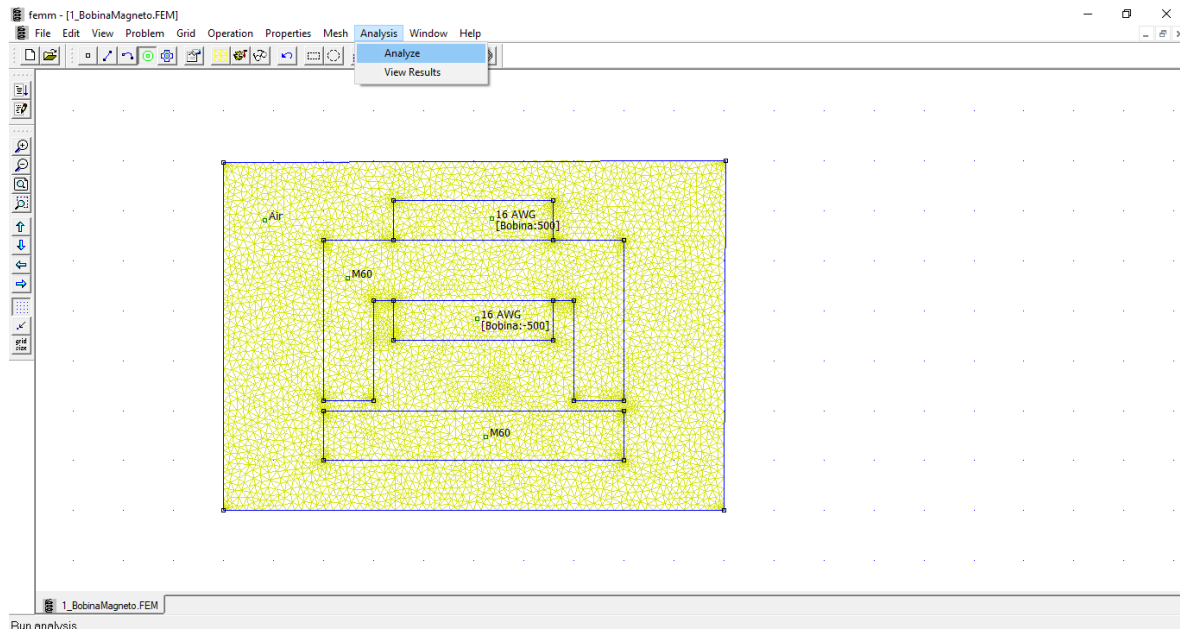 femm - [1_BobinaMagneto.FEM]
File Edit View Problem Grid Operation Properties Mesh Analysis Window Help
Analyze
View Results
Air
16 AWG
[Bobina:500]
M60
16 AWG
[Bobina:-500]
grid
size
M60
1_BobinaMagneto.FEM
Run analysis